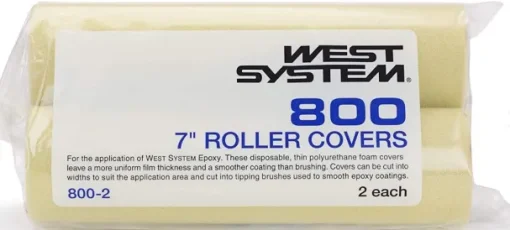 WEST
SYSTEM®
800
7" ROLLER COVERS
For the application of WEST SYSTEM Epoxy. These disposable, thin polyurethane foam covers
leave a more uniform film thickness and a smoother coating than brushing. Covers can be cut into
widths to suit the application area and cut into tipping brushes used to smooth epoxy coatings.
800-2
2 each